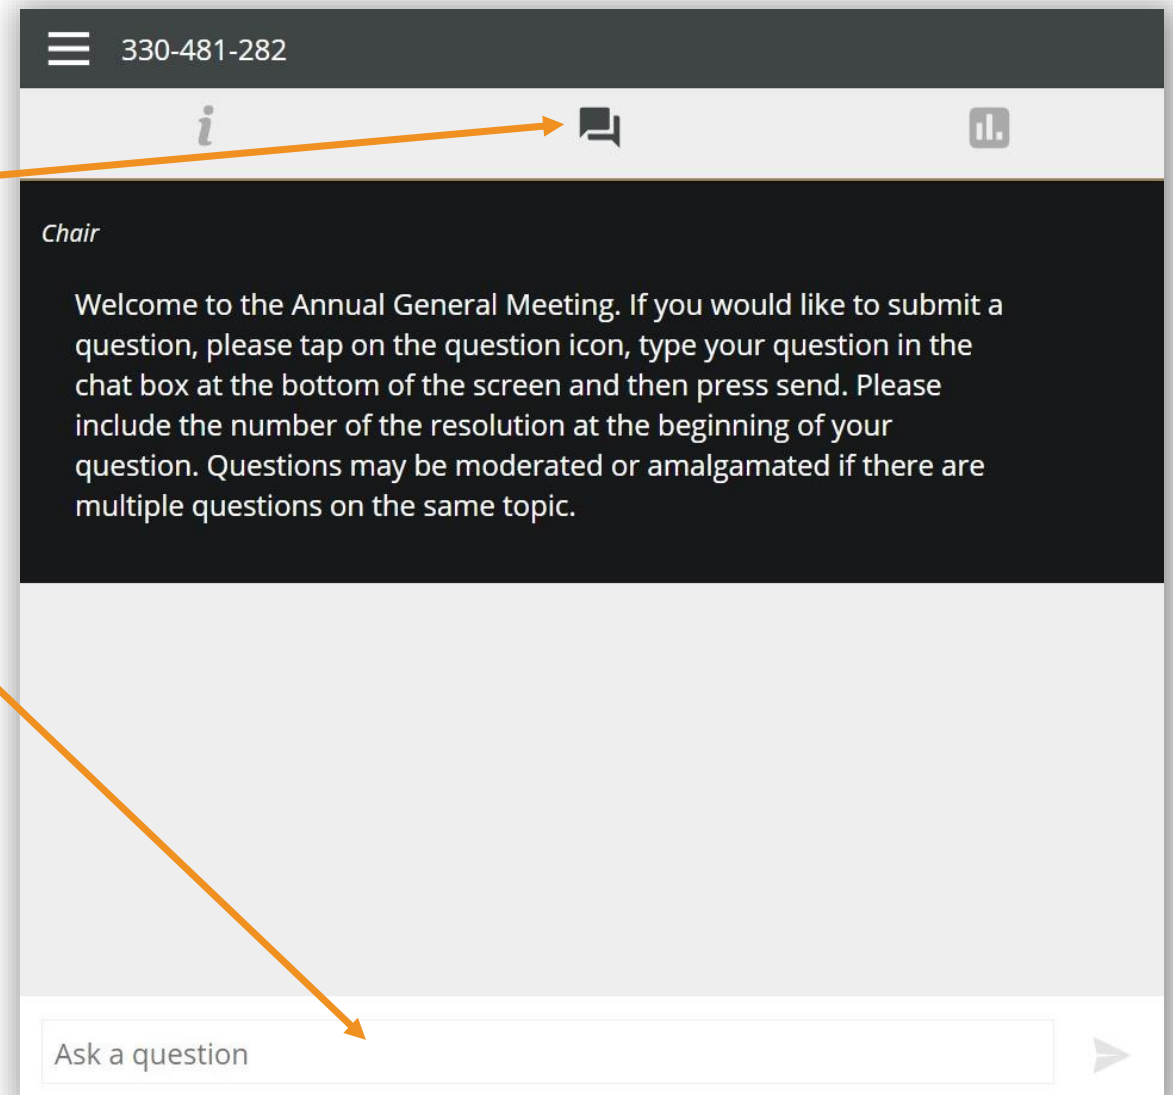 330-481-282
Chair
Welcome to the Annual General Meeting. If you would like to submit a
question, please tap on the question icon, type your question in the
chat box at the bottom of the screen and then press send. Please
include the number of the resolution at the beginning of your
question. Questions may be moderated or amalgamated if there are
multiple questions on the same topic.
Ask a question